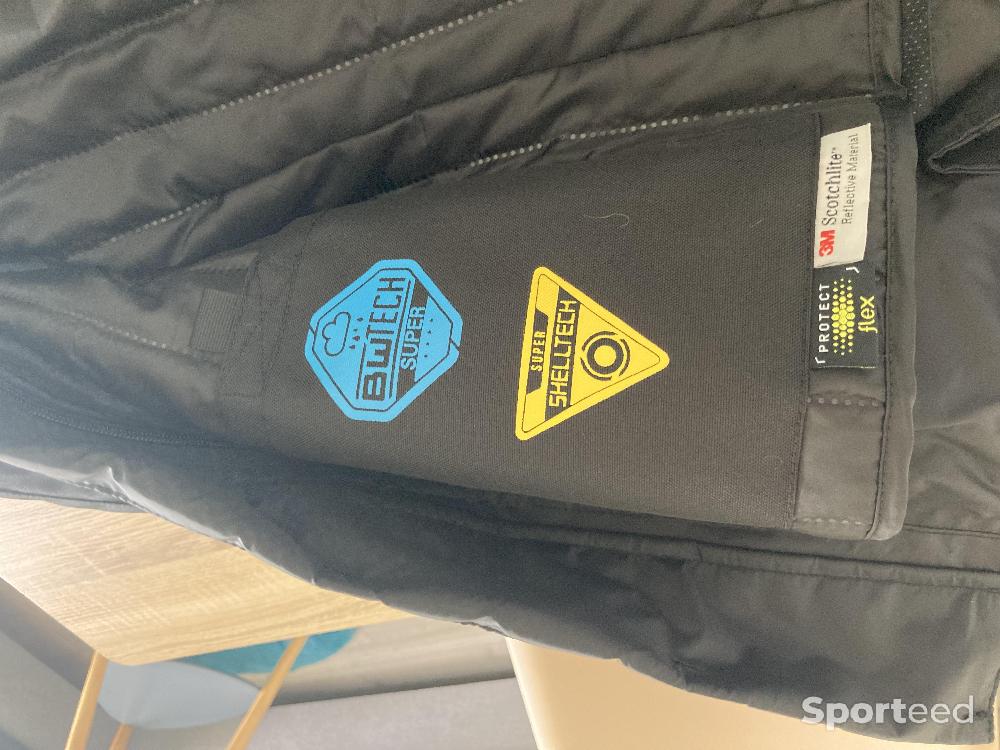 BWTECH
SUPER
SUPER
SHELLTECH
3M Scotchlite™
Reflective Material
PROTECT
flex
Sporteed